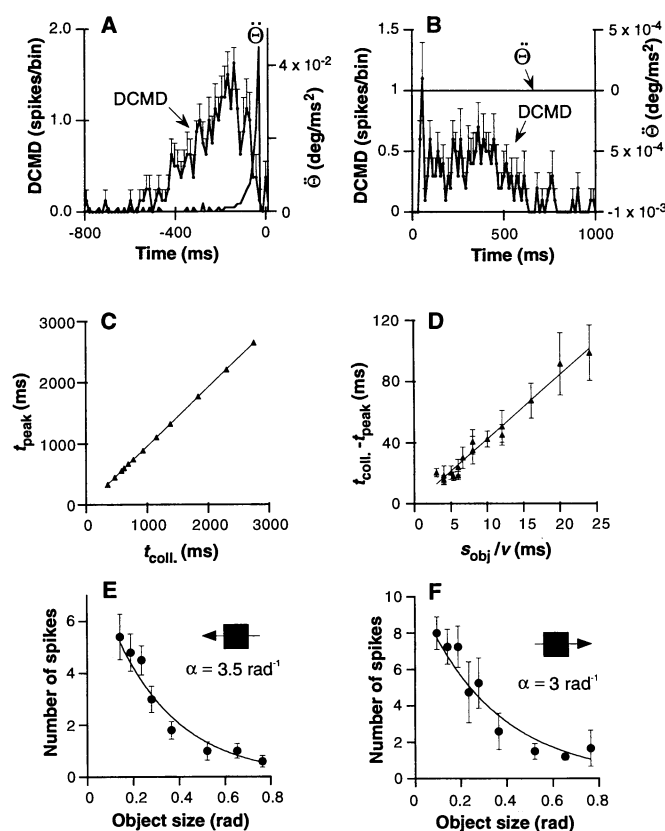 A
DCMD (spikes/bin)
2.0
1.0
0.0
DCMD
Θ̈
4 x 10⁻²
0
Θ̈ (deg/ms²)
-800 -400 0
Time (ms)
B
DCMD (spikes/bin)
1.5
1
0.5
0
Θ̈
DCMD
5 x 10⁻⁴
0
5 x 10⁻⁴
-1 x 10⁻³
Θ̈ (deg/ms²)
0 500 1000
Time (ms)
C
t peak (ms)
3000
2000
1000
0
0 1000 2000 3000
t coll. (ms)
D
t coll. -t peak (ms)
120
80
40
0
0 5 10 15 20 25
s obj /v (ms)
E
Number of spikes
6
4
2
0
α = 3.5 rad⁻¹
0 0.2 0.4 0.6 0.8
Object size (rad)
F
Number of spikes
10
8
6
4
2
0
α = 3 rad⁻¹
0 0.2 0.4 0.6 0.8
Object size (rad)